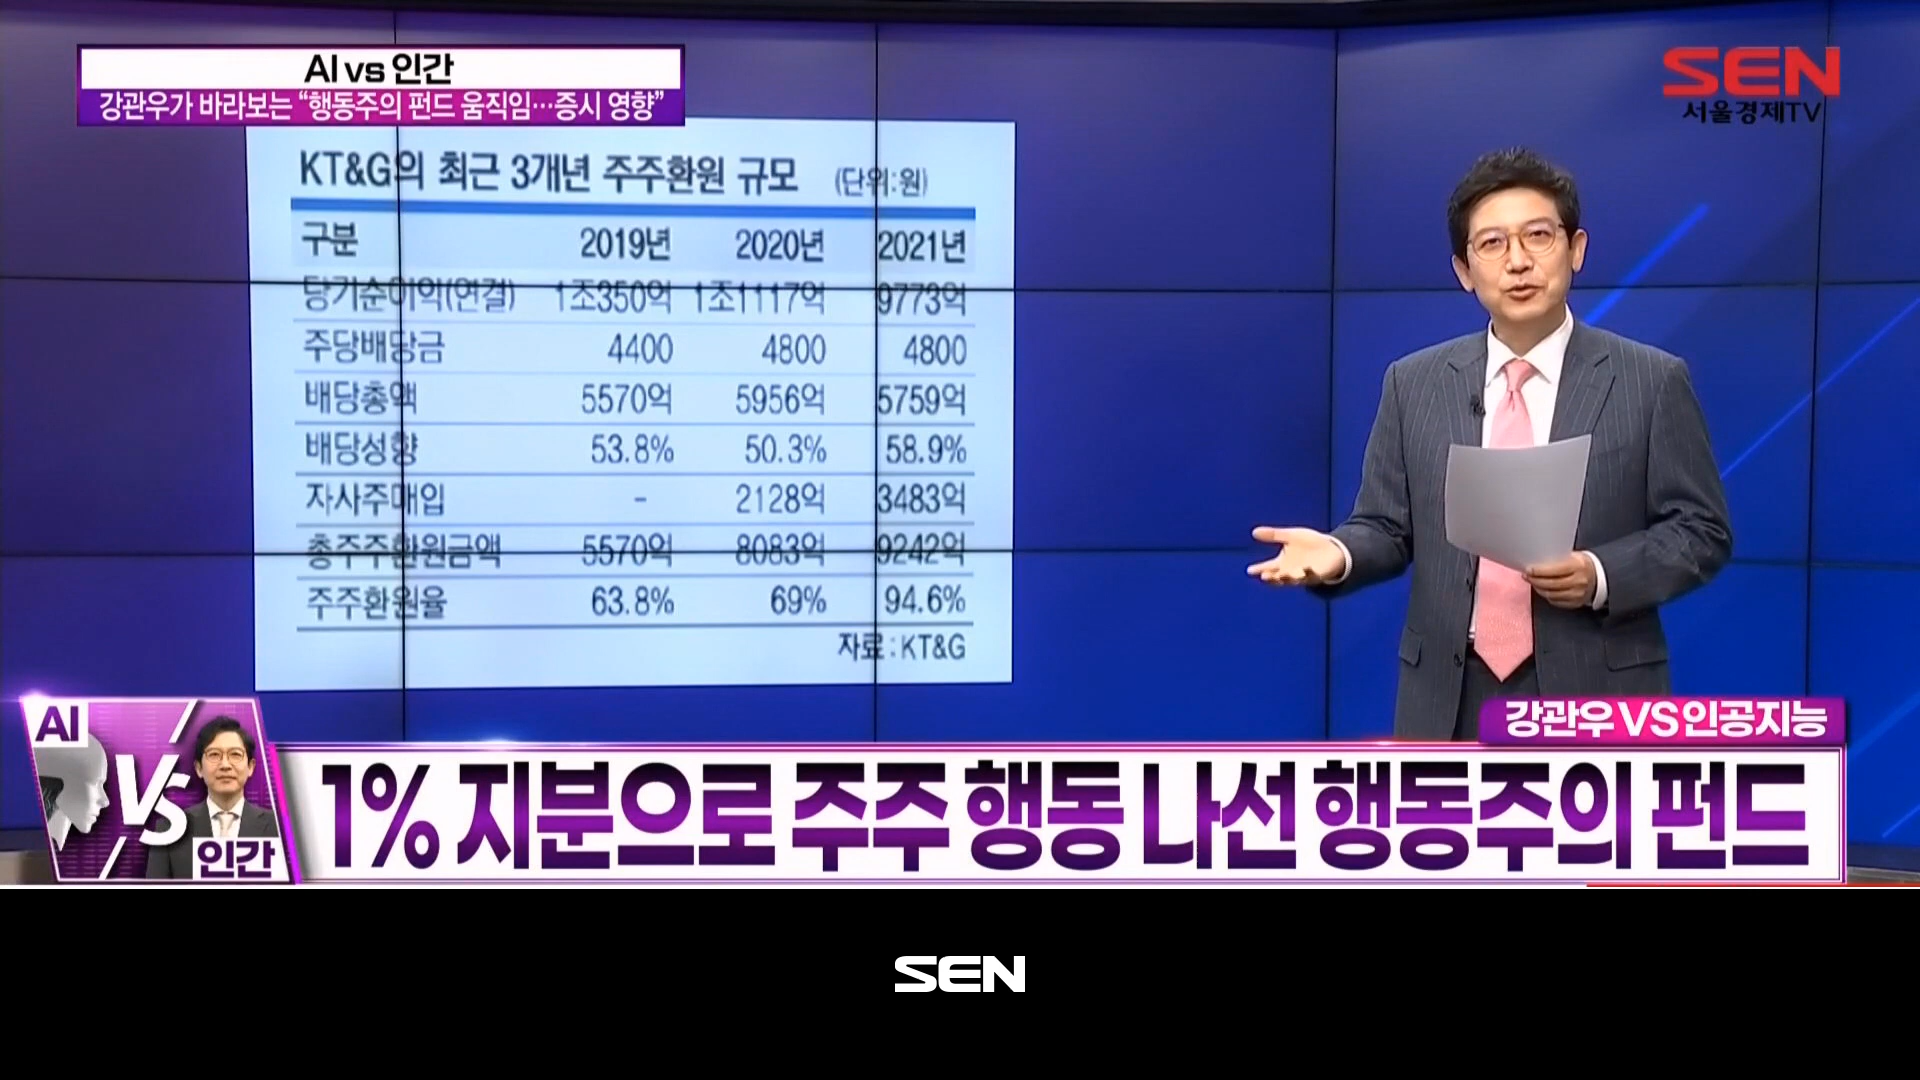 AI vs 인간
강관우가 바라보는 “행동주의 펀드 움직임…증시 영향”
SEN
서울경제TV
KT&G의 최근 3개년 주주환원 규모 (단위:원)
구분 2019년 2020년 2021년
당기순이익(연결) 1조350억 1조1117억 9773억
주당배당금 4400 4800 4800
배당총액 5570억 5956억 5759억
배당성향 53.8% 50.3% 58.9%
자사주매입 - 2128억 3483억
총주주환원금액 5570억 8083억 9242억
주주환원율 63.8% 69% 94.6%
자료:KT&G
강관우 VS 인공지능
AI
VS
인간
1% 지분으로 주주 행동 나선 행동주의 펀드
SEN